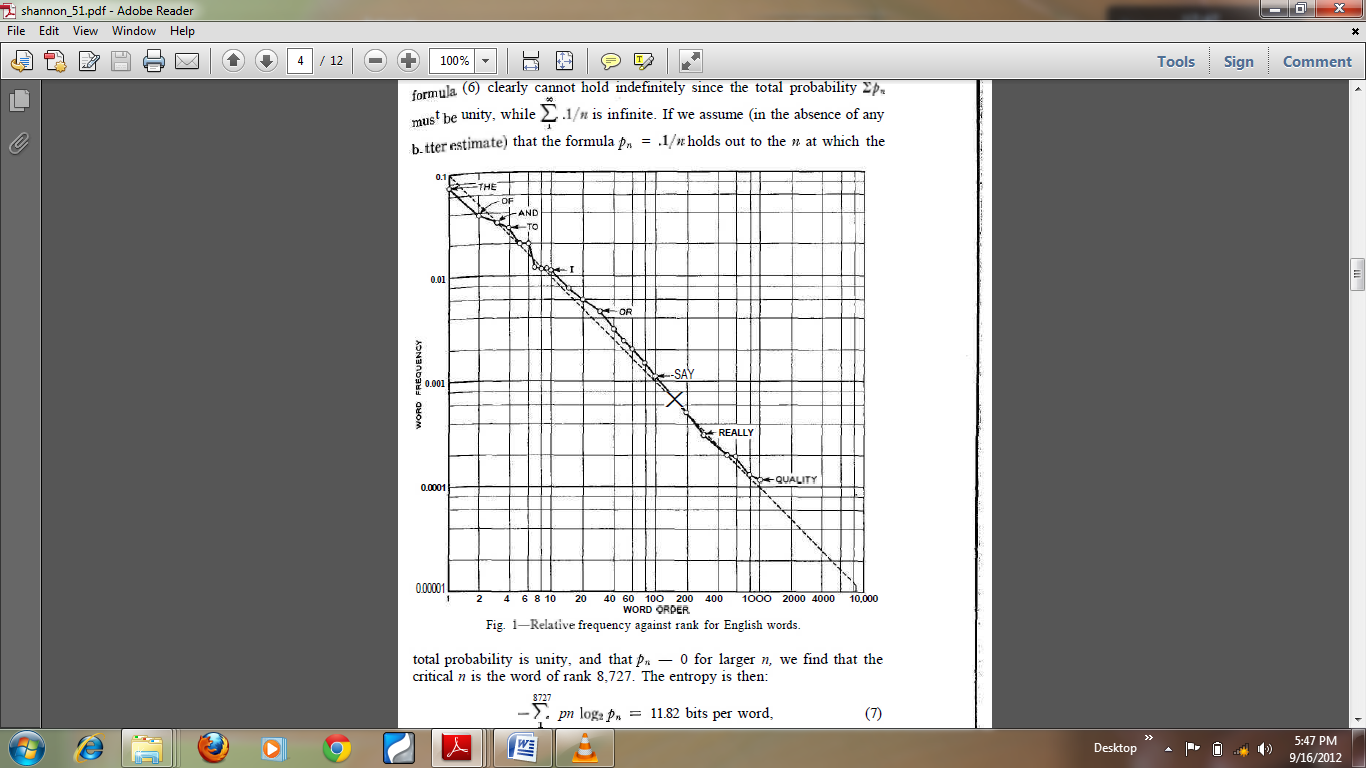 shannon_51.pdf - Adobe Reader
File Edit View Window Help
4 / 12 100% Tools Sign Comment
formula (6) clearly cannot hold indefinitely since the total probability Σpn
must be unity, while ∞ Σ 1 .1/n is infinite. If we assume (in the absence of any
b. tter estimate) that the formula pn = .1/n holds out to the n at which the
0.1
THE
OF
AND
TO
0.01
I
OR
WORD FREQUENCY
0.001
SAY
REALLY
0.0001
QUALITY
0.00001
1 2 4 6 8 10 20 40 60 100 200 400 1000 2000 4000 10,000
WORD ORDER
Fig. 1—Relative frequency against rank for English words.
total probability is unity, and that pn — 0 for larger n, we find that the
critical n is the word of rank 8,727. The entropy is then:
8727
− Σ pn log2 pn = 11.82 bits per word, (7)
1
Desktop »
5:47 PM
9/16/2012